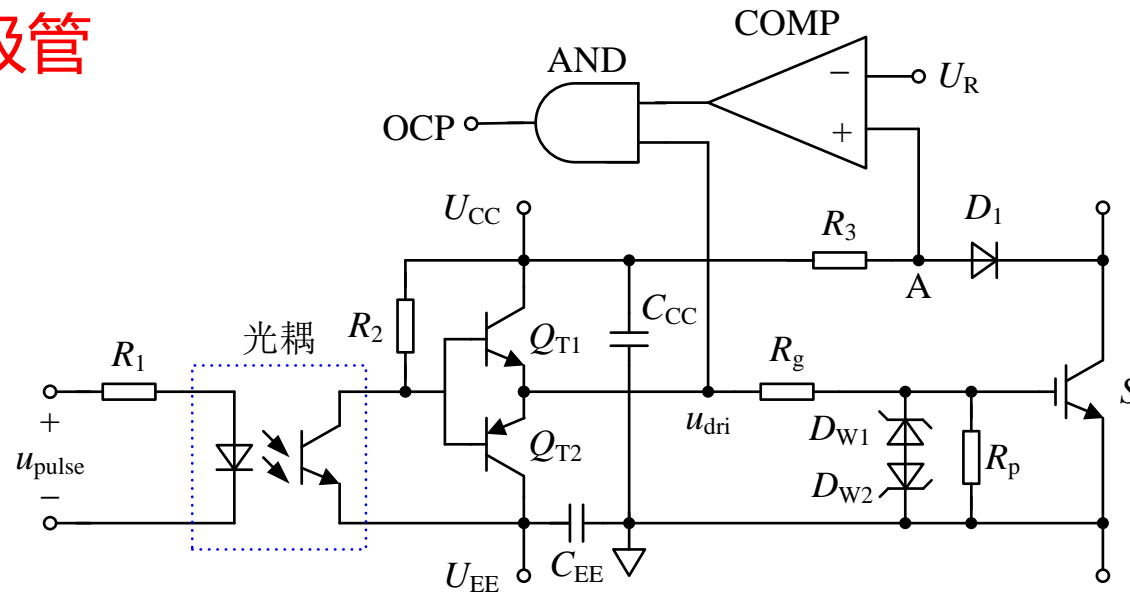 级管
COMP
AND
−
U_R
OCP
+
U_CC
R_3
D_1
A
C_CC
R_2
Q_T1
光耦
R_1
R_g
+
u_pulse
−
u_dri
S
Q_T2
D_W1
D_W2
R_p
U_EE
C_EE